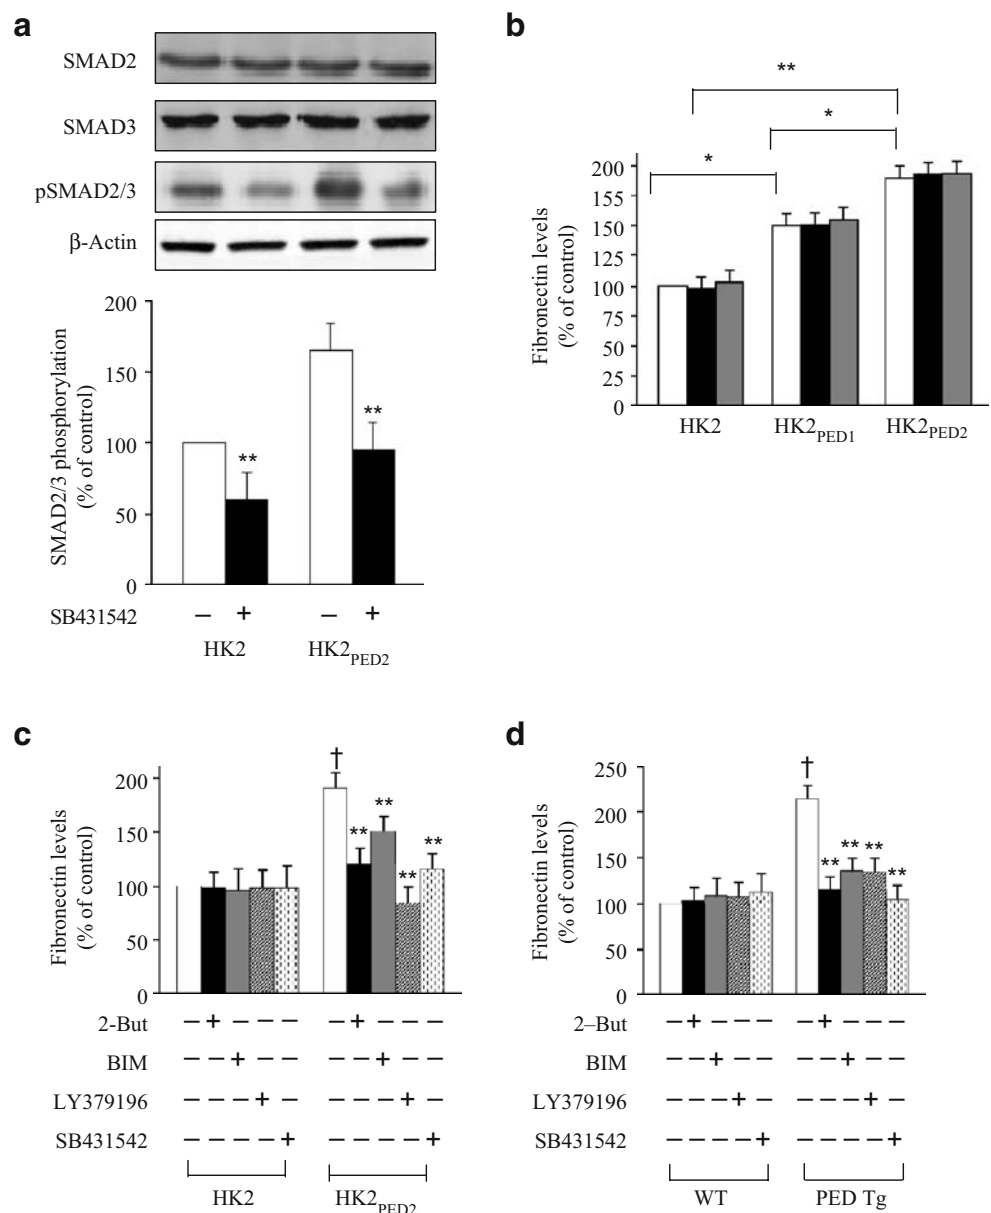 a
SMAD2
SMAD3
pSMAD2/3
β-Actin
SMAD2/3 phosphorylation
(% of control)
200
150
100
50
0
**
**
SB431542 – + – +
HK2 HK2PED2
b
Fibronectin levels
(% of control)
**
*
*
200
150
125
100
75
50
25
0
HK2 HK2PED1 HK2PED2
c
Fibronectin levels
(% of control)
200
150
100
50
0
†
**
**
**
**
2-But – + – – – – + – – –
BIM – – + – – – – + – –
LY379196 – – – + – – – – + –
SB431542 – – – – + – – – – +
HK2 HK2PED2
d
Fibronectin levels
(% of control)
250
200
150
100
50
0
†
**
**
**
**
2–But – + – – – – + – – –
BIM – – + – – – – + – –
LY379196 – – – + – – – – + –
SB431542 – – – – + – – – – +
WT PED Tg